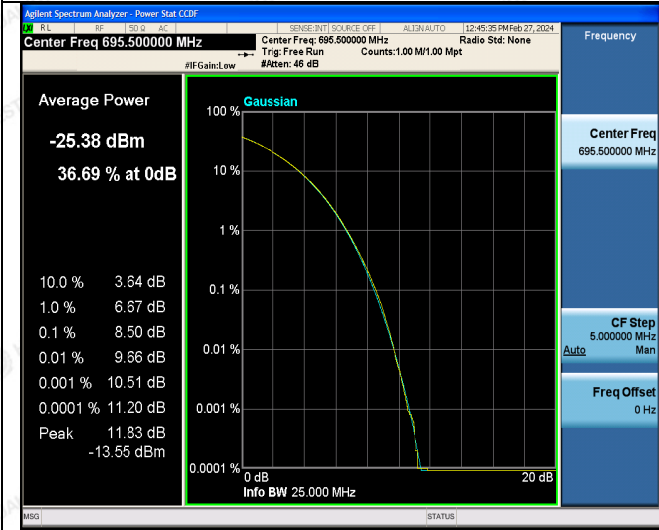 Agilent Spectrum Analyzer - Power Stat CCDF
RL RF 50 Ω AC SENSE:INT SOURCE OFF ALIGNAUTO 12:45:35 PM Feb 27, 2024
Center Freq 695.500000 MHz
Center Freq: 695.500000 MHz Radio Std: None
Trig: Free Run Counts:1.00 M/1.00 Mpt
#IFGain:Low #Atten: 46 dB
Frequency
Average Power
-25.38 dBm
36.69 % at 0dB
10.0 % 3.64 dB
1.0 % 6.67 dB
0.1 % 8.50 dB
0.01 % 9.66 dB
0.001 % 10.51 dB
0.0001 % 11.20 dB
Peak 11.83 dB
-13.55 dBm
Gaussian
100 %
10 %
1 %
0.1 %
0.01 %
0.001 %
0.0001 %
0 dB 20 dB
Info BW 25.000 MHz
Center Freq
695.500000 MHz
CF Step
5.000000 MHz
Auto Man
Freq Offset
0 Hz
MSG STATUS